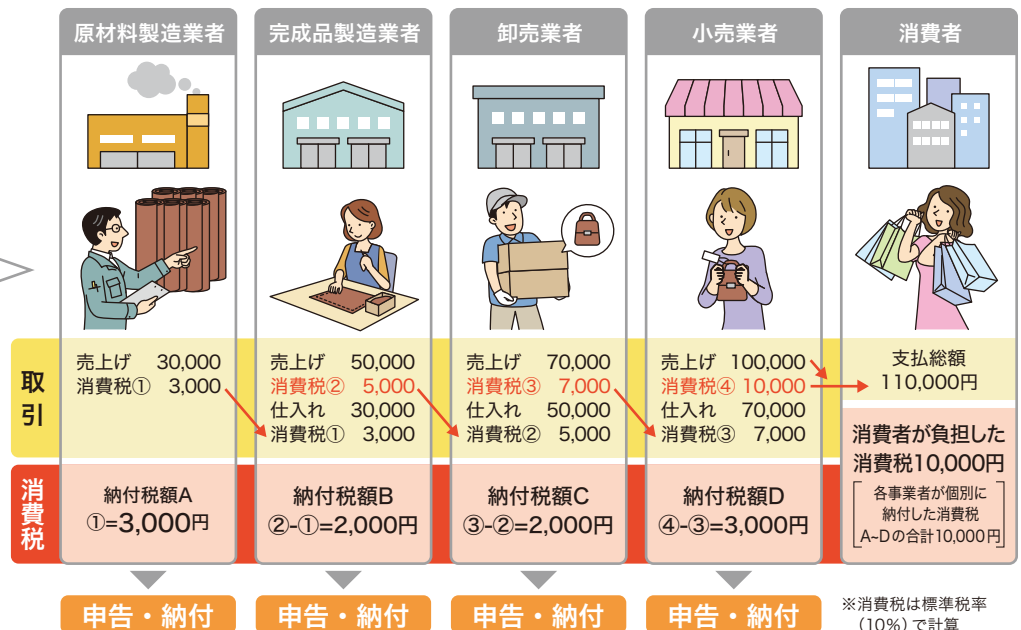 原材料製造業者
完成品製造業者
卸売業者
小売業者
消費者
取引
売上げ 30,000
消費税① 3,000
売上げ 50,000
消費税② 5,000
仕入れ 30,000
消費税① 3,000
売上げ 70,000
消費税③ 7,000
仕入れ 50,000
消費税② 5,000
売上げ 100,000
消費税④ 10,000
仕入れ 70,000
消費税③ 7,000
支払総額
110,000円
消費者が負担した
消費税10,000円
各事業者が個別に
納付した消費税
A~Dの合計10,000円
消費税
納付税額A
①=3,000円
納付税額B
②-①=2,000円
納付税額C
③-②=2,000円
納付税額D
④-③=3,000円
申告・納付
申告・納付
申告・納付
申告・納付
※消費税は標準税率
（10%）で計算